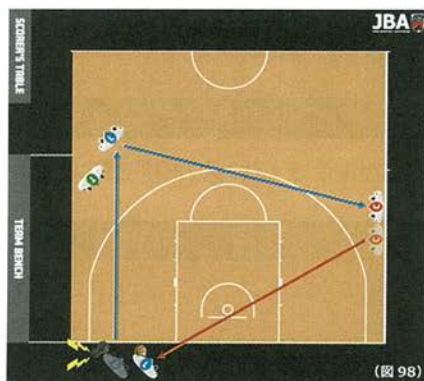 SCORER'S TABLE
JBA
TEAM BENCH
C
C
(図 98)